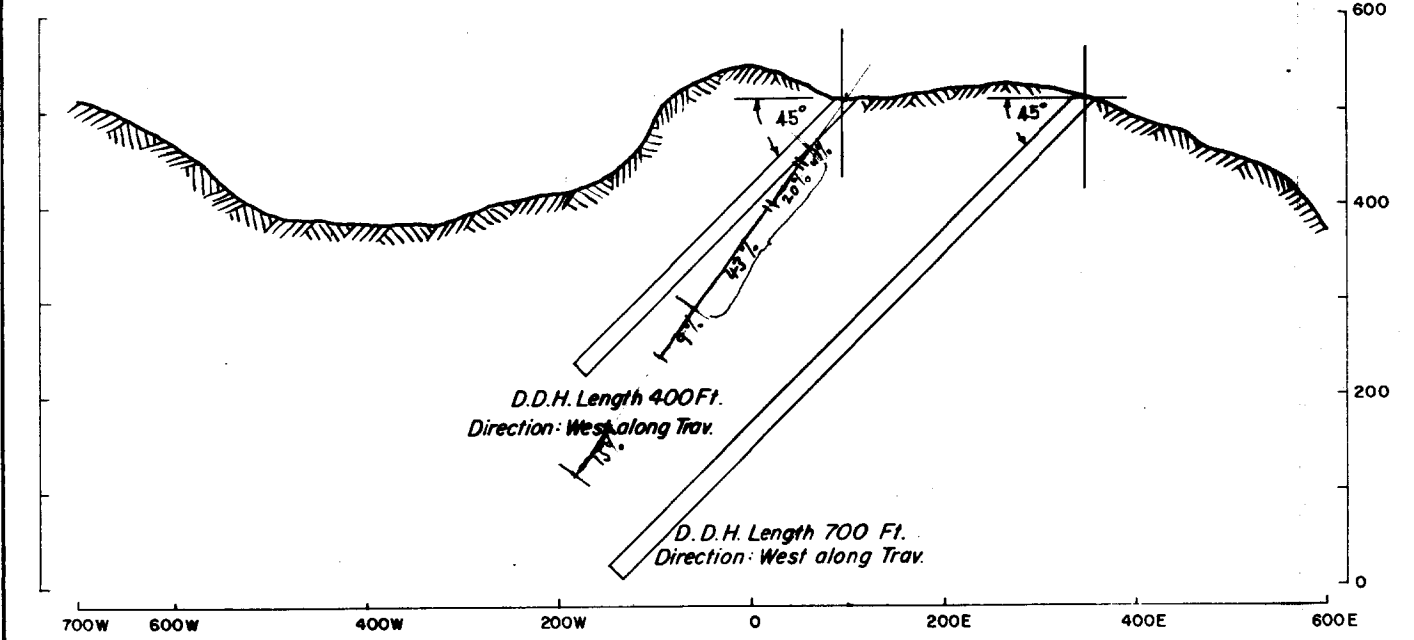 600
45°
45°
20%
400
43%
9%
D.D.H. Length 400 Ft.
Direction: West along Trav.
200
15%
D.D.H. Length 700 Ft.
Direction: West along Trav.
0
700W 600W 400W 200W 0 200E 400E 600E